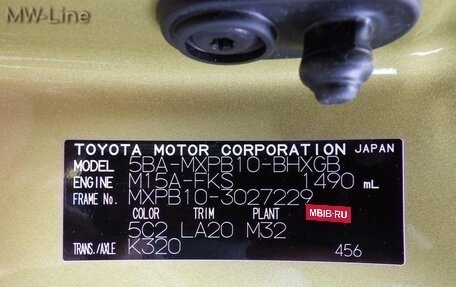 MW-Line
TOYOTA MOTOR CORPORATION JAPAN
MODEL 5BA-MXPB10-BHXGB
ENGINE M15A-FKS 1490 mL
FRAME No. MXPB10-3027229
COLOR TRIM PLANT MBIB·RU
5C2 LA20 M32
TRANS./AXLE K320 456